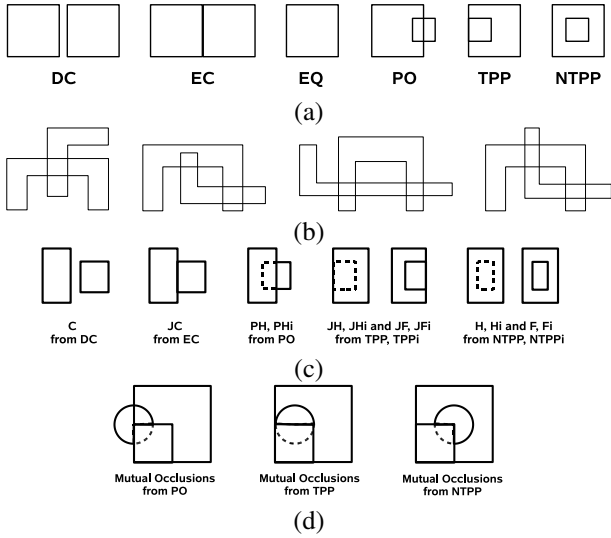 DC EC EQ PO TPP NTPP
(a)
(b)
C JC PH, PHi JH, JHi and JF, JFi H, Hi and F, Fi
from DC from EC from PO from TPP, TPPi from NTPP, NTPPi
(c)
Mutual Occlusions Mutual Occlusions Mutual Occlusions
from PO from TPP from NTPP
(d)